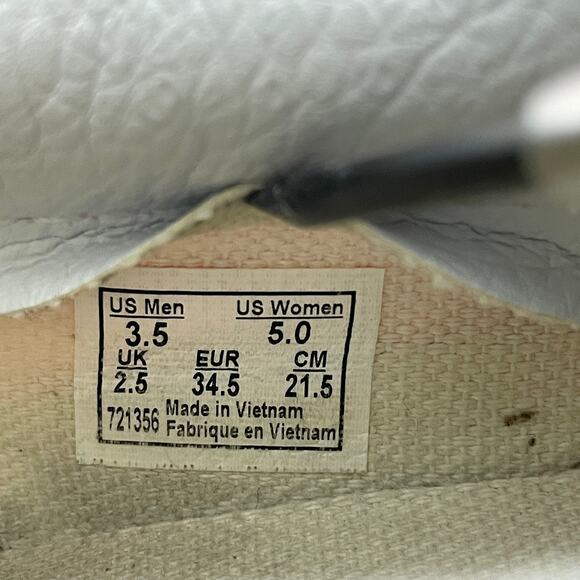 US Men US Women
3.5 5.0
UK EUR CM
2.5 34.5 21.5
721356 Made in Vietnam
Fabrique en Vietnam